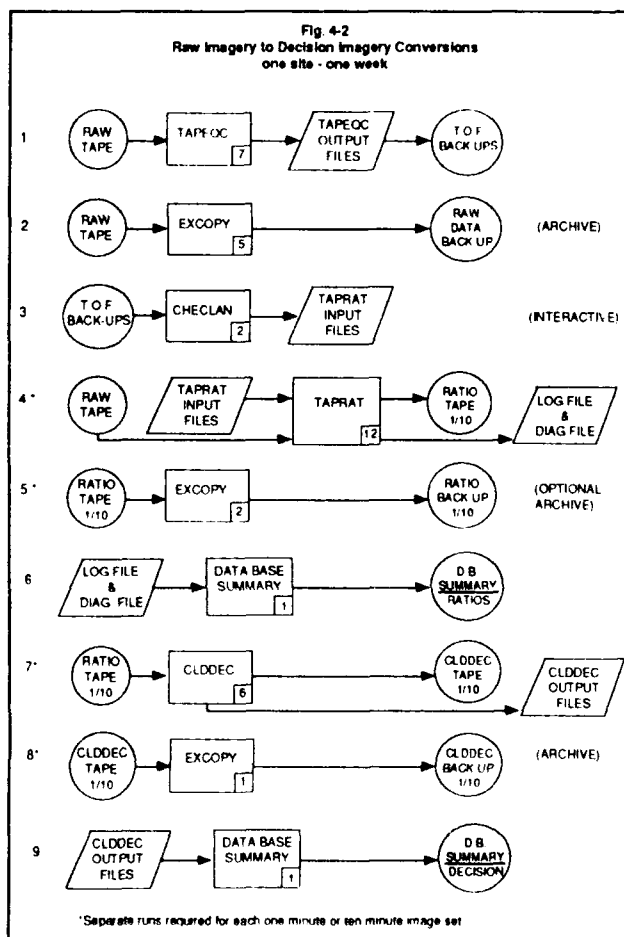 Fig. 4-2
Raw Imagery to Decision Imagery Conversions
one site - one week
1
RAW
TAPE
TAPEQC
7
TAPEQC
OUTPUT
FILES
T O F
BACK UPS
2
RAW
TAPE
EXCOPY
5
RAW
DATA
BACK UP
(ARCHIVE)
3
T O F
BACK-UPS
CHECLAN
2
TAPRAT
INPUT
FILES
(INTERACTIVE)
4*
RAW
TAPE
TAPRAT
INPUT
FILES
TAPRAT
12
RATIO
TAPE
1/10
LOG FILE
&
DIAG FILE
5*
RATIO
TAPE
1/10
EXCOPY
2
RATIO
BACK UP
1/10
(OPTIONAL
ARCHIVE)
6
LOG FILE
&
DIAG FILE
DATA BASE
SUMMARY
1
D.B.
SUMMARY
RATIOS
7*
RATIO
TAPE
1/10
CLDDEC
6
CLDDEC
TAPE
1/10
CLDDEC
OUTPUT
FILES
8*
CLDDEC
TAPE
1/10
EXCOPY
1
CLDDEC
BACK UP
1/10
(ARCHIVE)
9
CLDDEC
OUTPUT
FILES
DATA BASE
SUMMARY
1
D.B.
SUMMARY
DECISION
*Separate runs required for each one minute or ten minute image set